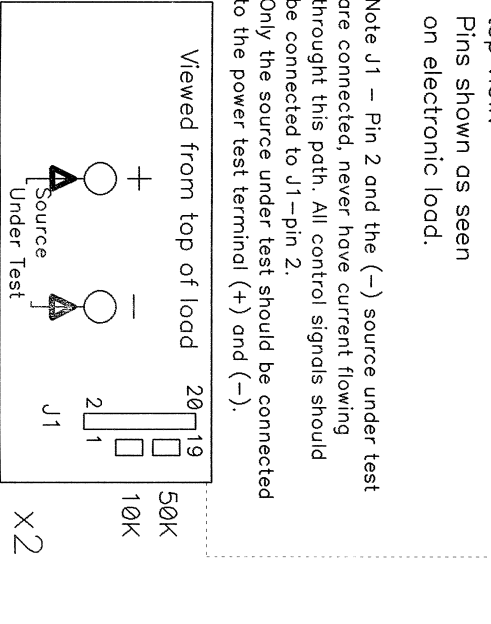 Pins shown as seen
on electronic load.
Note J1 - Pin 2 and the (-) source under test
are connected, never have current flowing
throught this path. All control signals should
be connected to J1-pin 2.
Only the source under test should be connected
to the power test terminal (+) and (-).
Viewed from top of load
+
-
Source
Under Test
20
19
2
1
J1
50K
10K
x2